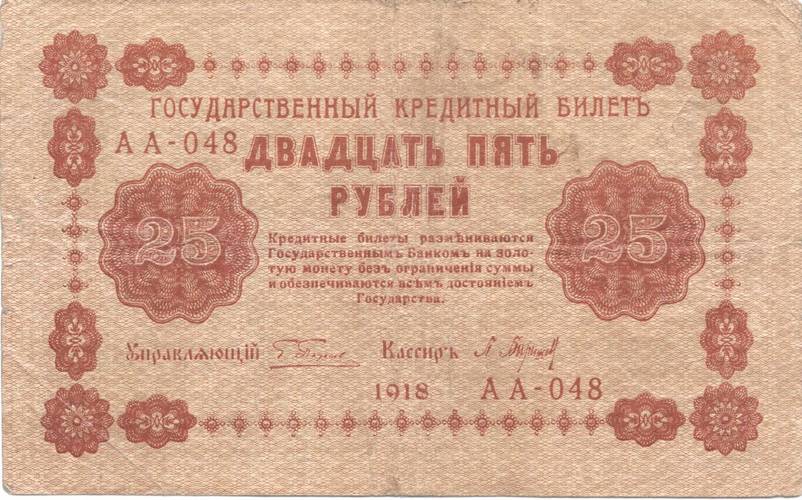 ГОСУДАРСТВЕННЫЙ КРЕДИТНЫЙ БИЛЕТЪ
АА-048
ДВАДЦАТЬ ПЯТЬ
РУБЛЕЙ
25
25
Кредитные билеты размѣниваются
Государственнымъ Банкомъ на золо-
тую монету безъ ограниченія суммы
и обезпечиваются всѣмъ достояніемъ
Государства.
Управляющій
Кассиръ
1918 АА-048